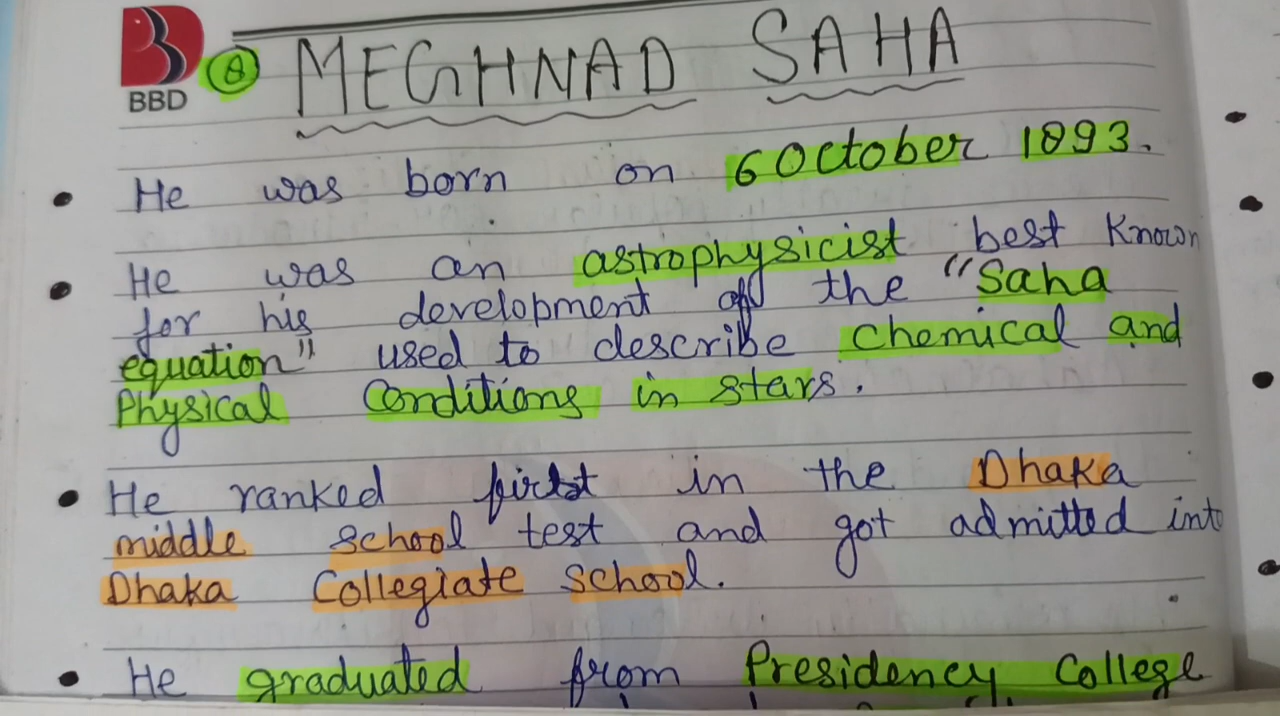 BBD
8 MEGHNAD SAHA
• He was born on 6 October 1893.
• He was an astrophysicist best known
for his development of the "Saha
equation" used to describe chemical and
Physical Conditions in stars.
• He ranked first in the Dhaka
middle school test and got admitted into
Dhaka Collegiate school.
• He graduated from Presidency College